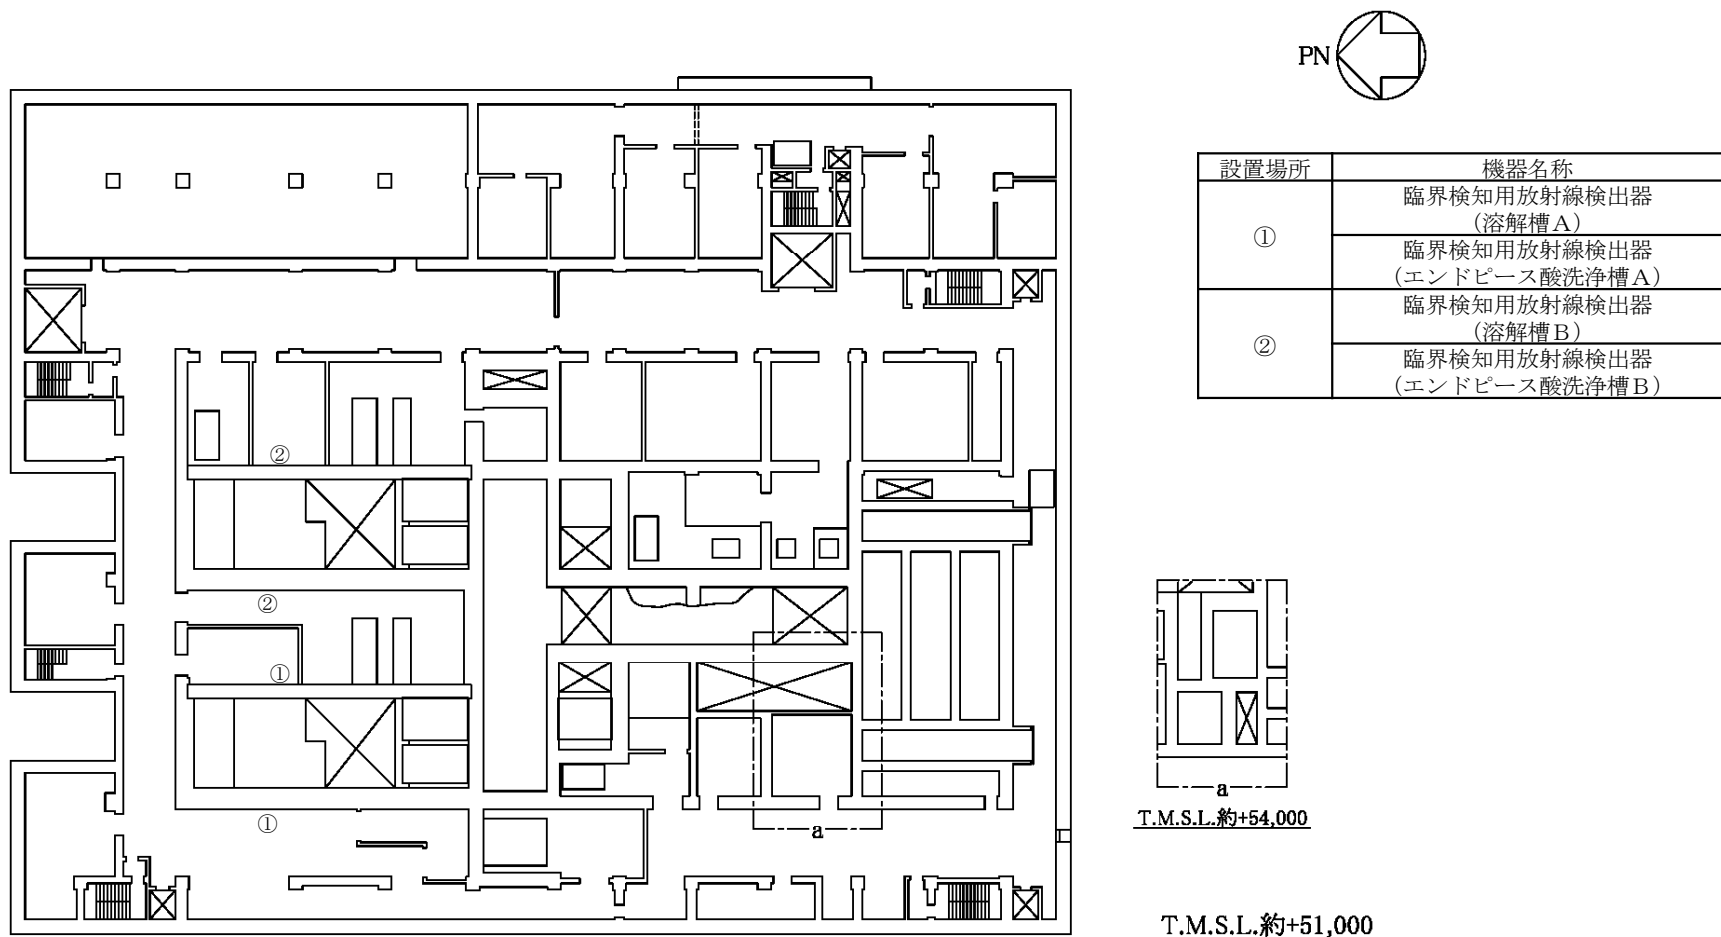 PN
設置場所 機器名称
① 臨界検知用放射線検出器
(溶解槽A)
臨界検知用放射線検出器
(エンドピース酸洗浄槽A)
② 臨界検知用放射線検出器
(溶解槽B)
臨界検知用放射線検出器
(エンドピース酸洗浄槽B)
②
②
①
①
a
a
T.M.S.L.約+54,000
T.M.S.L.約+51,000